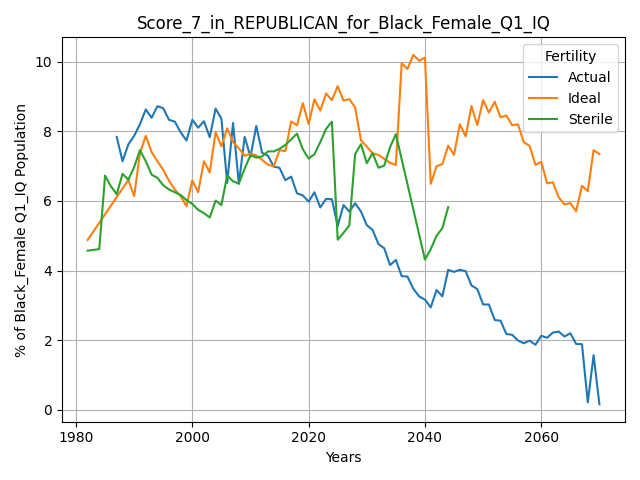 Score_7_in_REPUBLICAN_for_Black_Female_Q1_IQ
Fertility
Actual
Ideal
Sterile
% of Black_Female Q1_IQ Population
10
8
6
4
2
0
1980 2000 2020 2040 2060
Years